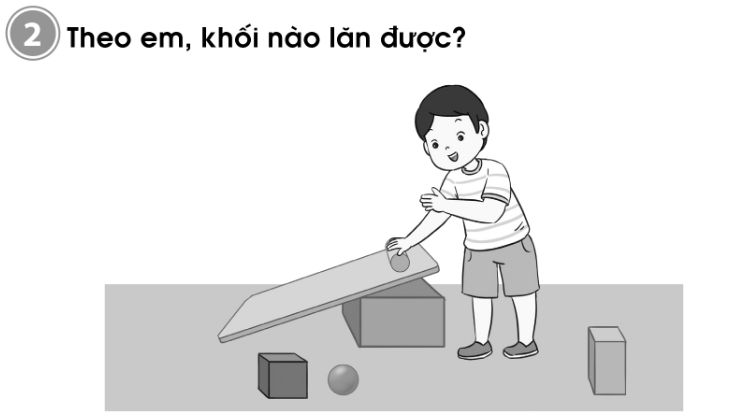 2 Theo em, khối nào lăn được?